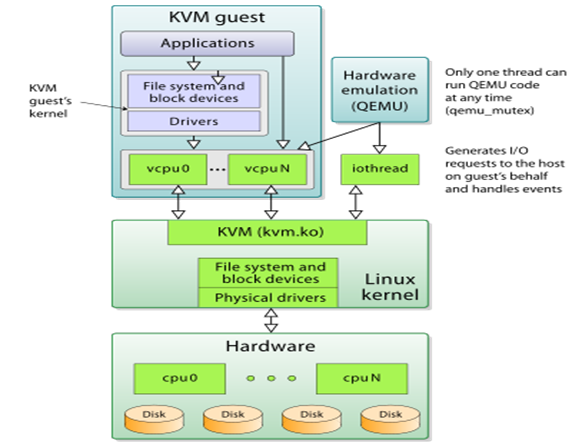 KVM guest
Applications
KVM
guest's
kernel
File system and
block devices
Drivers
Hardware
emulation
(QEMU)
Only one thread can
run QEMU code
at any time
(qemu_mutex)
vcpu0
...
vcpuN
iothread
Generates I/O
requests to the host
on guest's behalf
and handles events
KVM (kvm.ko)
File system and
block devices
Physical drivers
Linux
kernel
Hardware
cpu0
cpuN
Disk
Disk
Disk
Disk